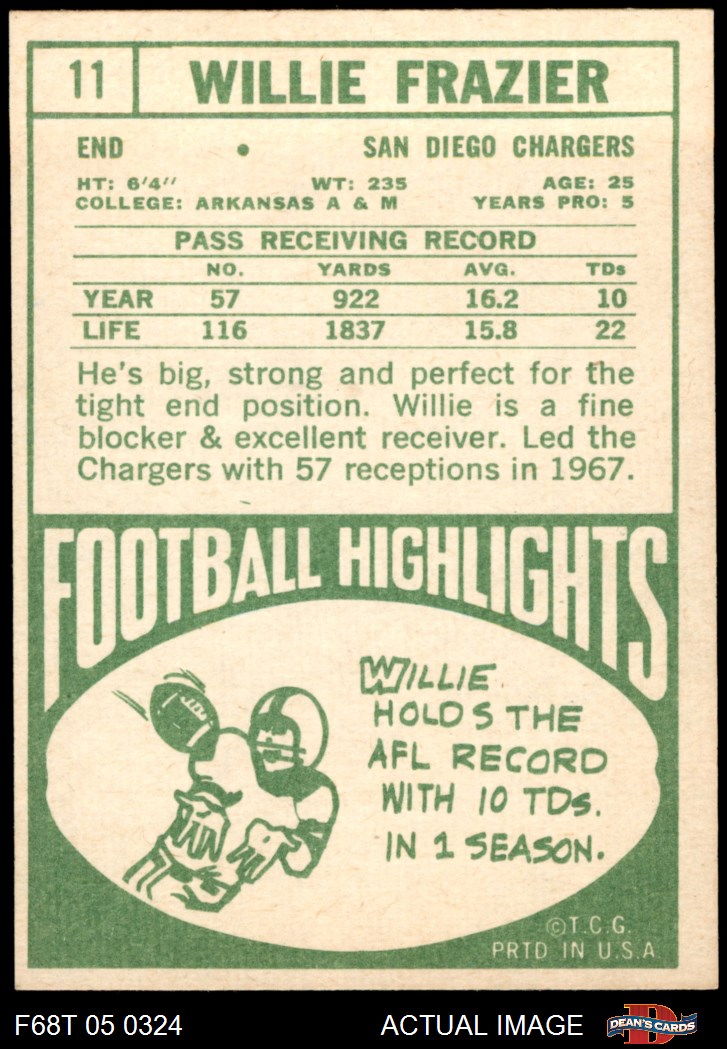 11 WILLIE FRAZIER
END • SAN DIEGO CHARGERS
HT: 6'4'' WT: 235 AGE: 25
COLLEGE: ARKANSAS A & M YEARS PRO: 5
PASS RECEIVING RECORD
NO. YARDS AVG. TDs
YEAR 57 922 16.2 10
LIFE 116 1837 15.8 22
He's big, strong and perfect for the
tight end position. Willie is a fine
blocker & excellent receiver. Led the
Chargers with 57 receptions in 1967.
FOOTBALL HIGHLIGHTS
WILLIE
HOLDS THE
AFL RECORD
WITH 10 TDs.
IN 1 SEASON.
©T.C.G.
PRTD IN U.S.A.
F68T 05 0324 ACTUAL IMAGE D DEAN'S CARDS